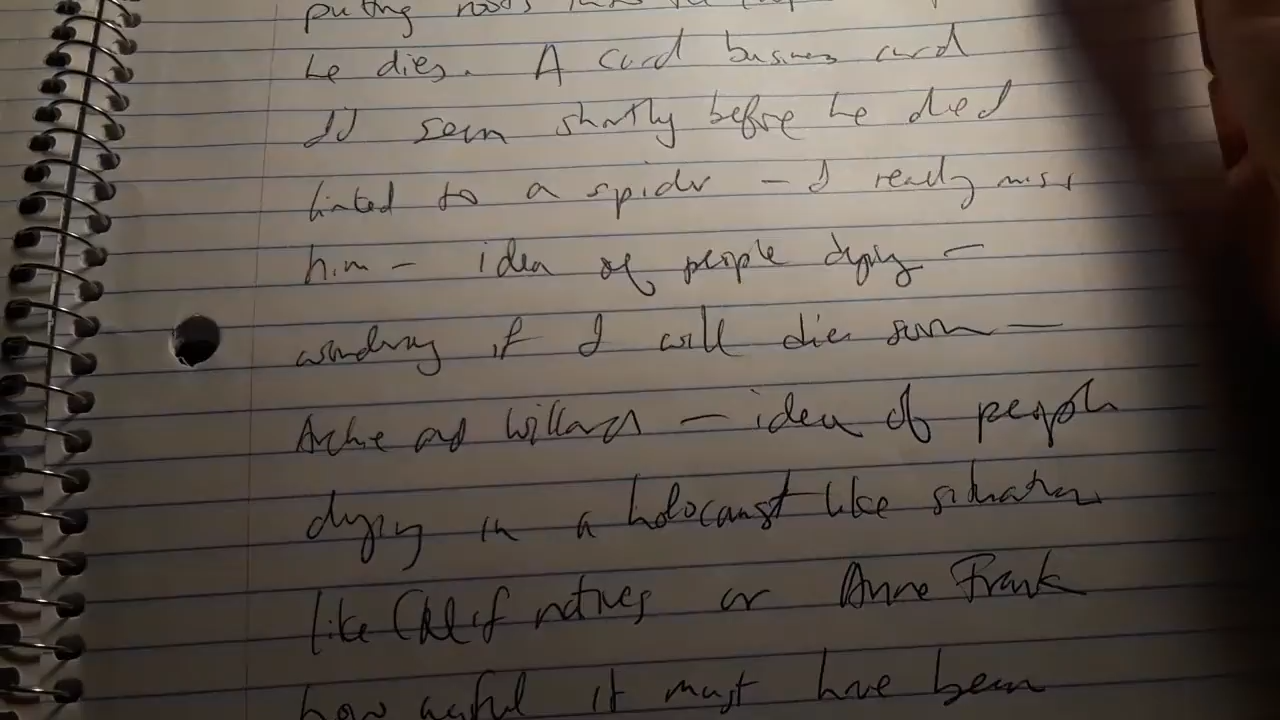 puting
he dies. A card business card
I'd seen shortly before he died
linked to a spider - I really miss
him - idea of people dying -
wondering if I will die soon -
Archie and Willard - idea of people
dying in a holocaust like situation
like Calif natives or Anne Frank
how awful it must have been